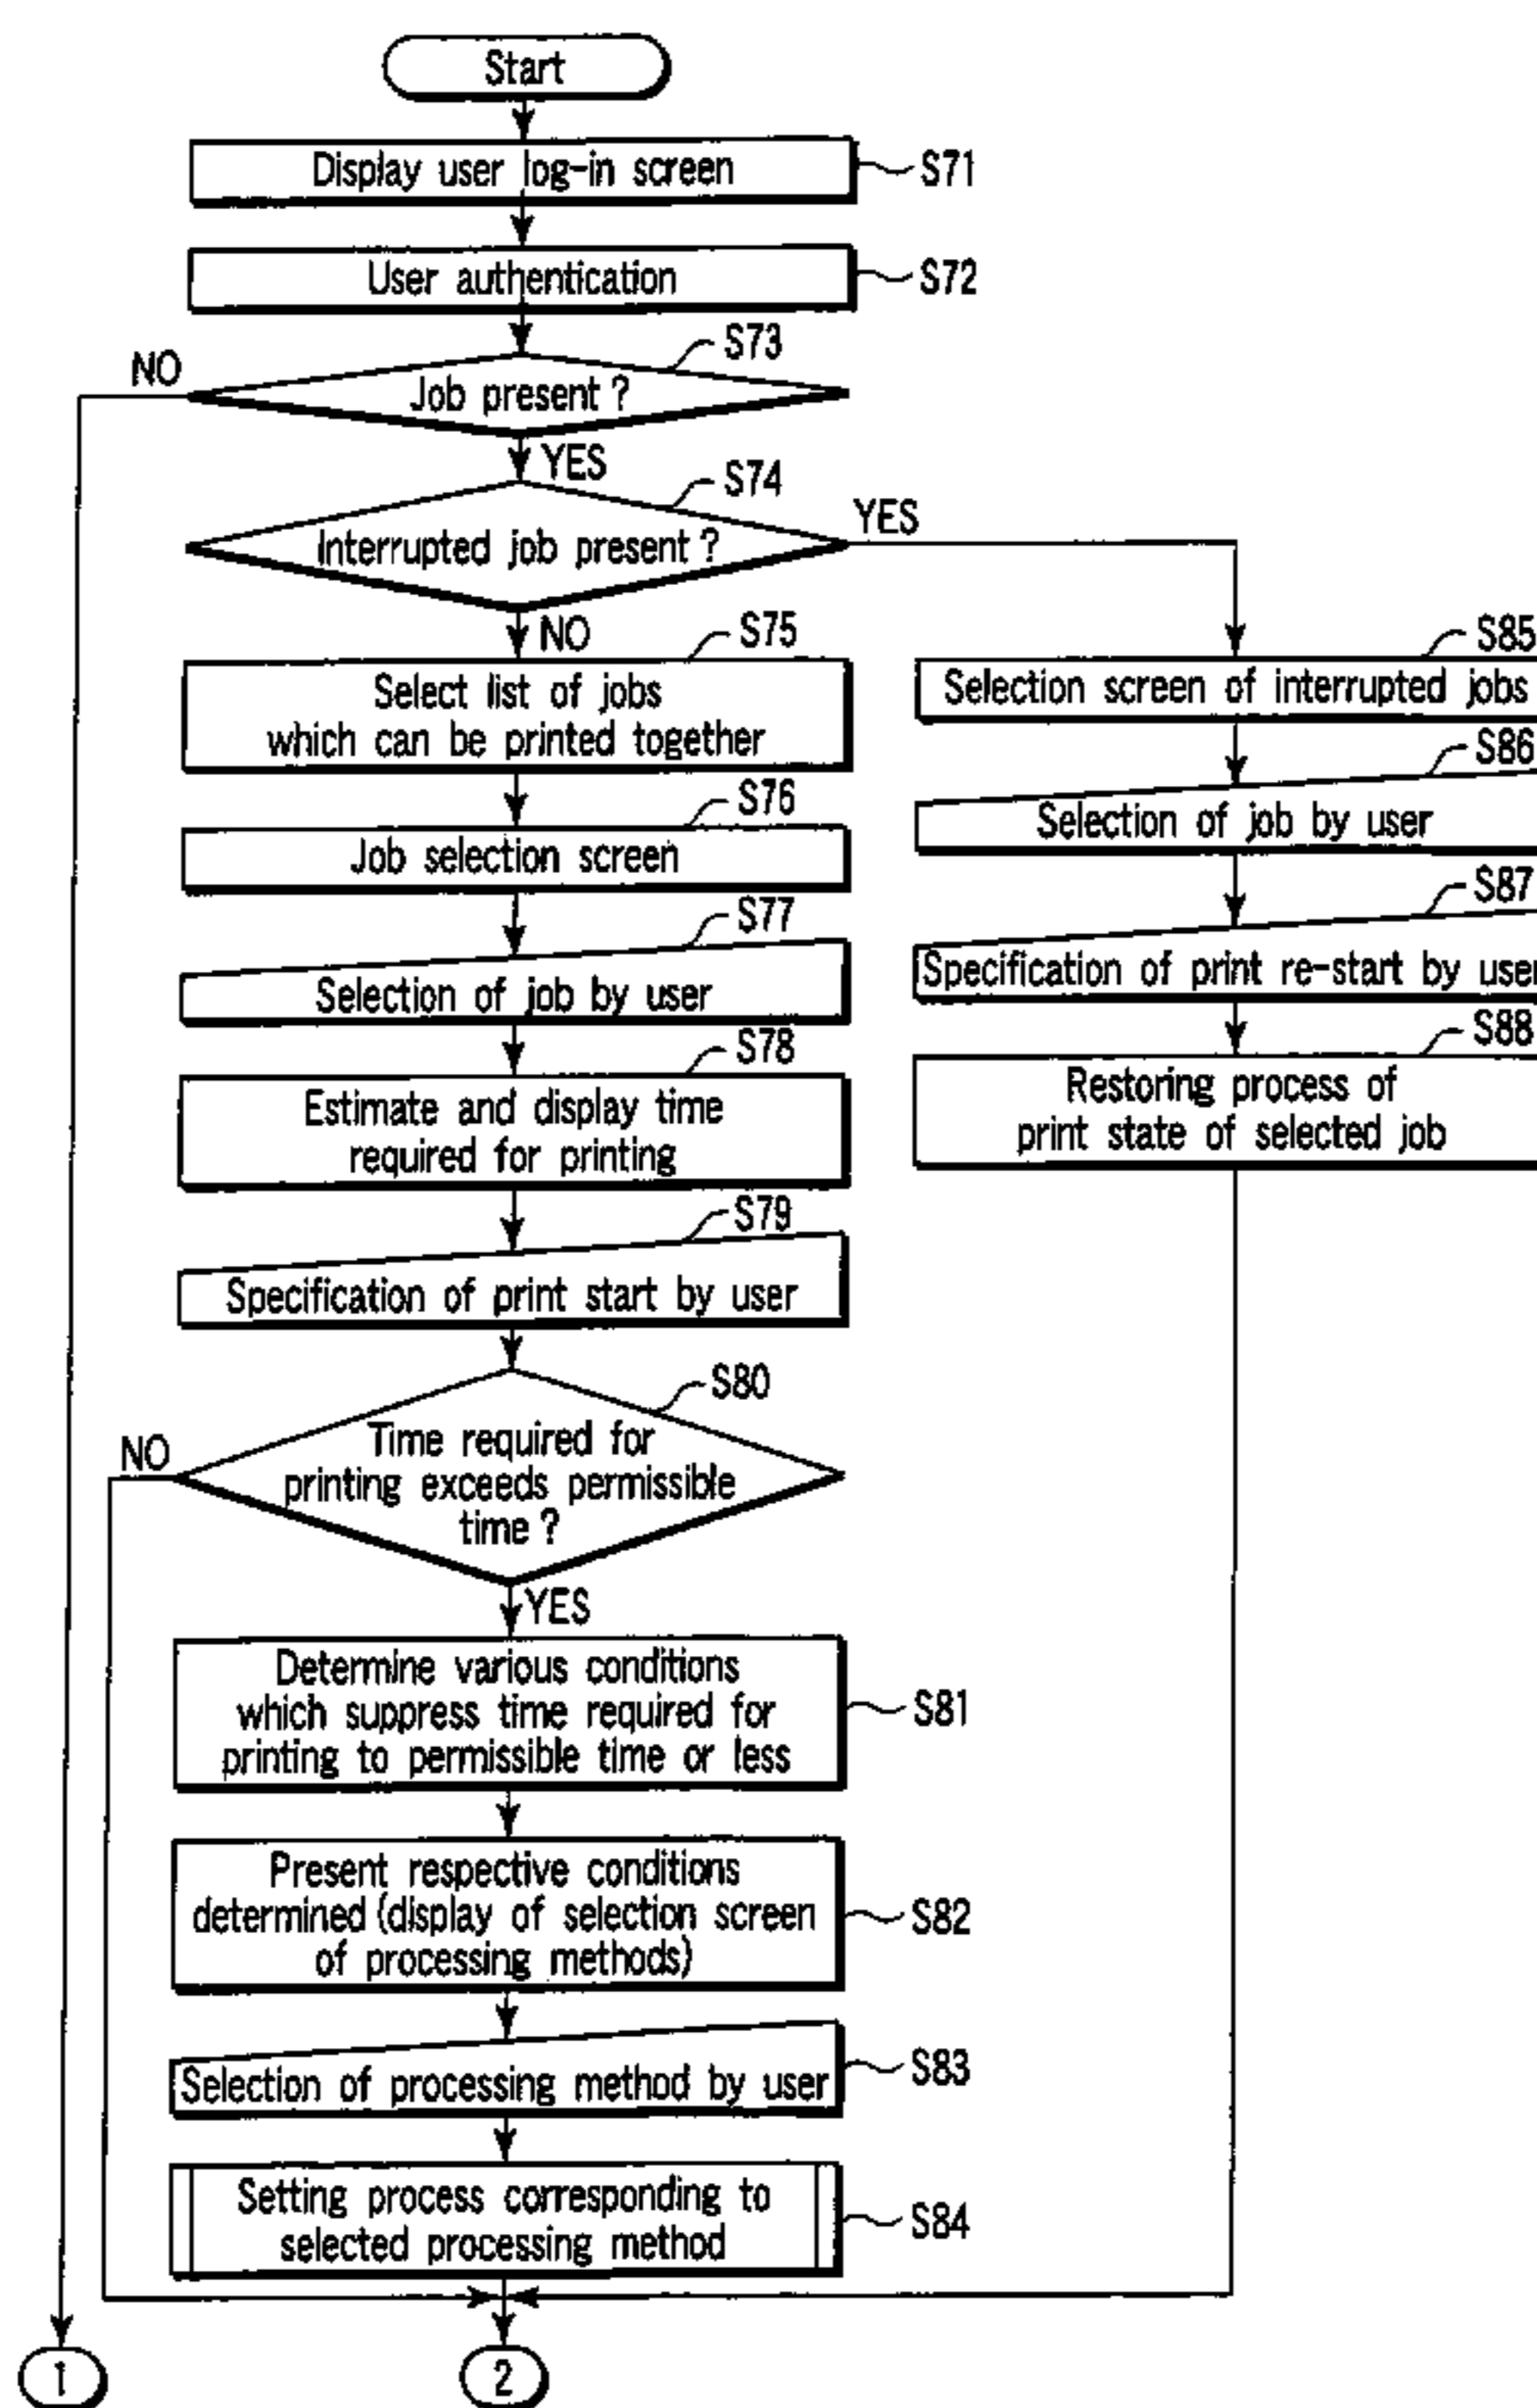 Start
Display user log-in screen
S71
User authentication
S72
S73
NO
Job present?
YES
S74
Interrupted job present?
YES
NO
S75
Select list of jobs
which can be printed together
S76
Job selection screen
S77
Selection of job by user
S78
Estimate and display time
required for printing
S79
Specification of print start by user
S80
NO
Time required for
printing exceeds permissible
time?
YES
Determine various conditions
which suppress time required for
printing to permissible time or less
S81
Present respective conditions
determined (display of selection screen
of processing methods)
S82
Selection of processing method by user
S83
Setting process corresponding to
selected processing method
S84
S85
Selection screen of interrupted jobs
S86
Selection of job by user
S87
Specification of print re-start by user
S88
Restoring process of
print state of selected job
1
2